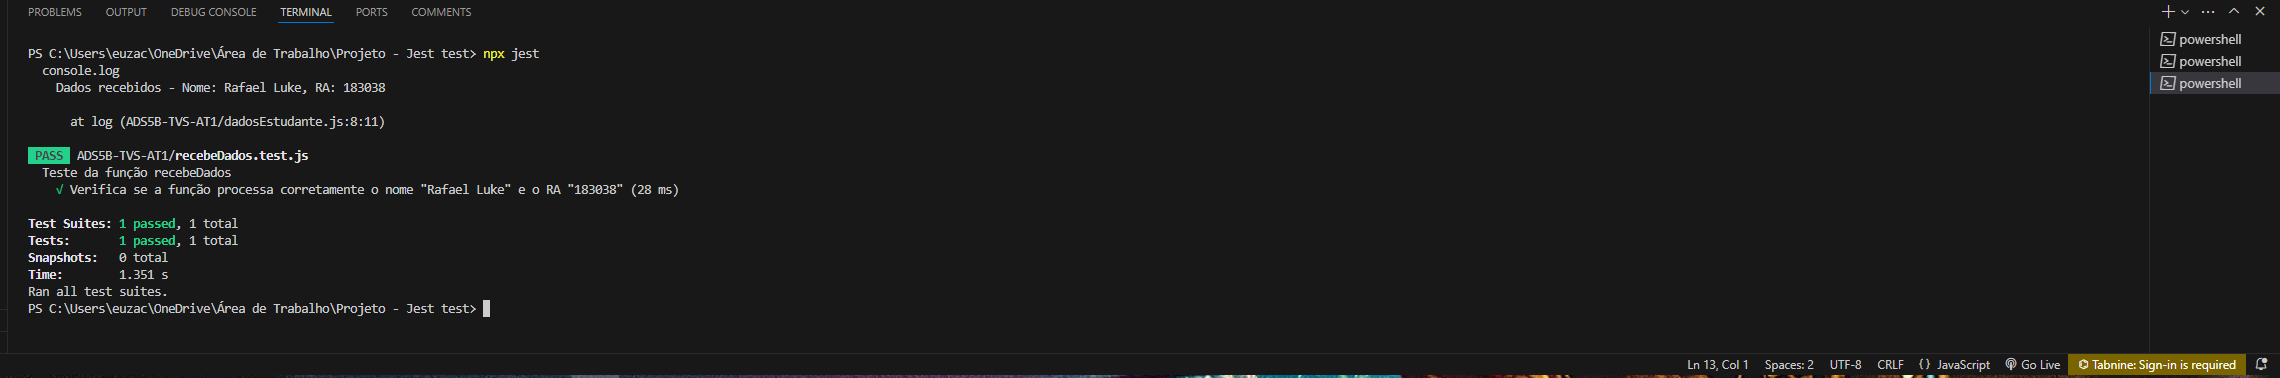 PROBLEMS OUTPUT DEBUG CONSOLE TERMINAL PORTS COMMENTS
PS C:\Users\euzac\OneDrive\Área de Trabalho\Projeto - Jest test> npx jest
console.log
Dados recebidos - Nome: Rafael Luke, RA: 183038
at log (ADS5B-TVS-AT1/dadosEstudante.js:8:11)
PASS ADS5B-TVS-AT1/recebeDados.test.js
Teste da função recebeDados
√ Verifica se a função processa corretamente o nome "Rafael Luke" e o RA "183038" (28 ms)
Test Suites: 1 passed, 1 total
Tests: 1 passed, 1 total
Snapshots: 0 total
Time: 1.351 s
Ran all test suites.
PS C:\Users\euzac\OneDrive\Área de Trabalho\Projeto - Jest test>
powershell
powershell
powershell
Ln 13, Col 1 Spaces: 2 UTF-8 CRLF { } JavaScript Go Live Tabnine: Sign-in is required